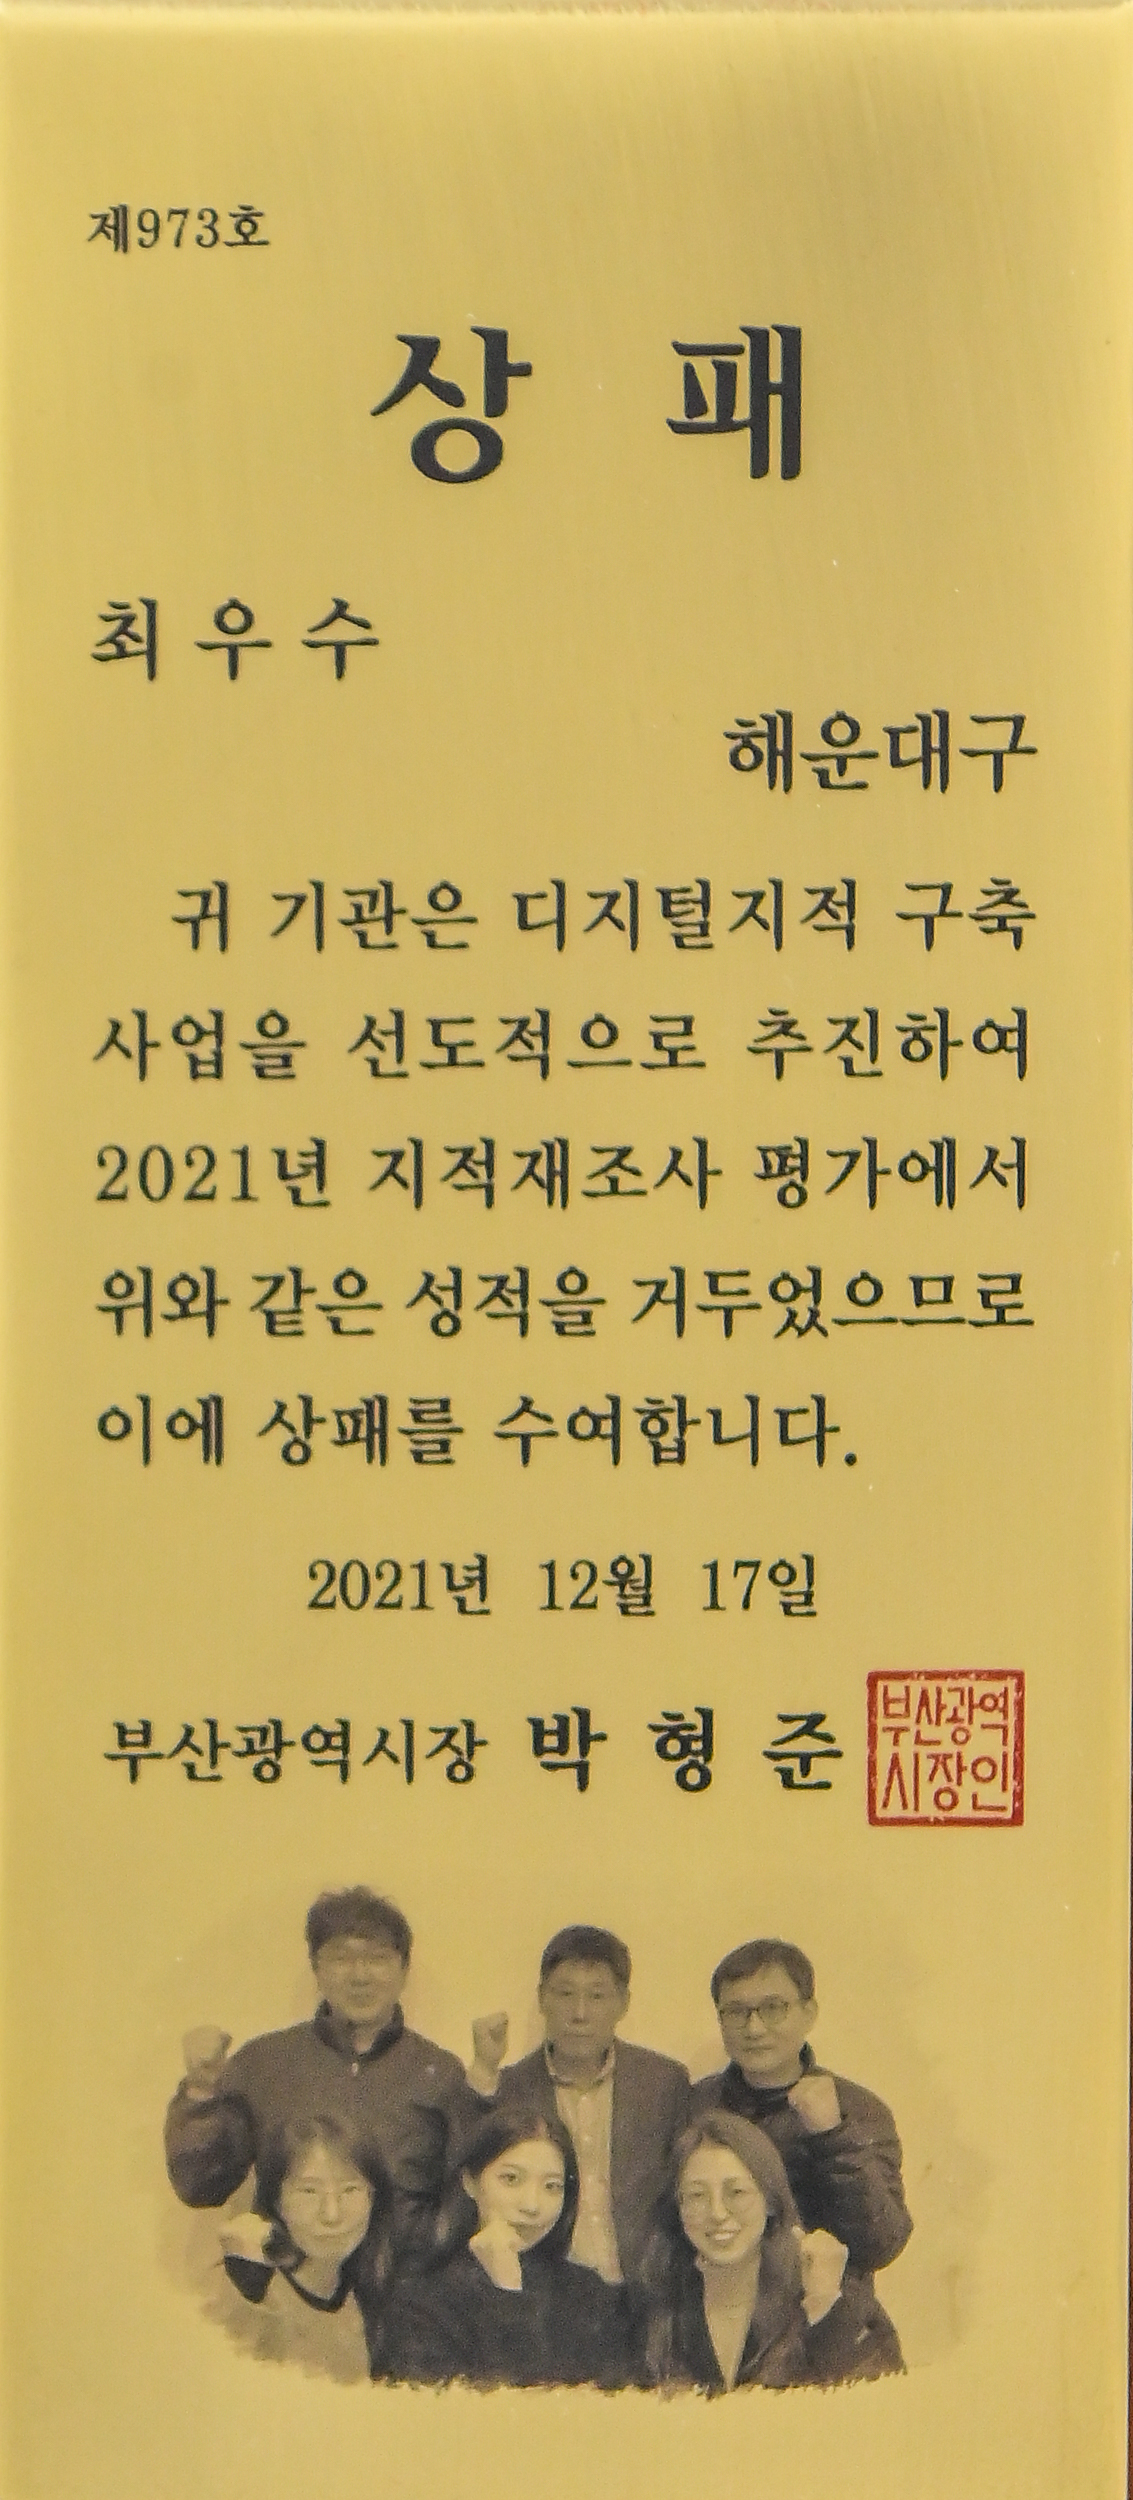 제973호
상 패
최 우 수
해운대구
귀 기관은 디지털지적 구축
사업을 선도적으로 추진하여
2021년 지적재조사 평가에서
위와 같은 성적을 거두었으므로
이에 상패를 수여합니다.
2021년 12월 17일
부산광역시장 박 형 준
부산광역
시장인